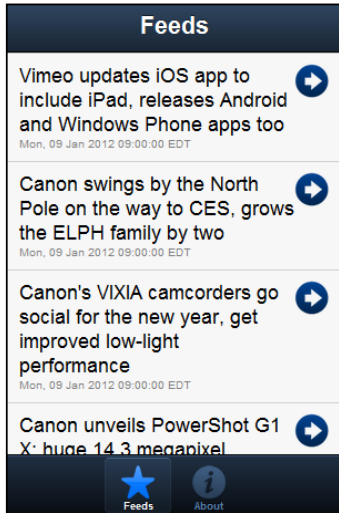 Feeds
Vimeo updates iOS app to
include iPad, releases Android
and Windows Phone apps too
Mon, 09 Jan 2012 09:00:00 EDT
Canon swings by the North
Pole on the way to CES, grows
the ELPH family by two
Mon, 09 Jan 2012 09:00:00 EDT
Canon's VIXIA camcorders go
social for the new year, get
improved low-light
performance
Mon, 09 Jan 2012 09:00:00 EDT
Canon unveils PowerShot G1
X: huge 14.3 megapixel
Feeds
About